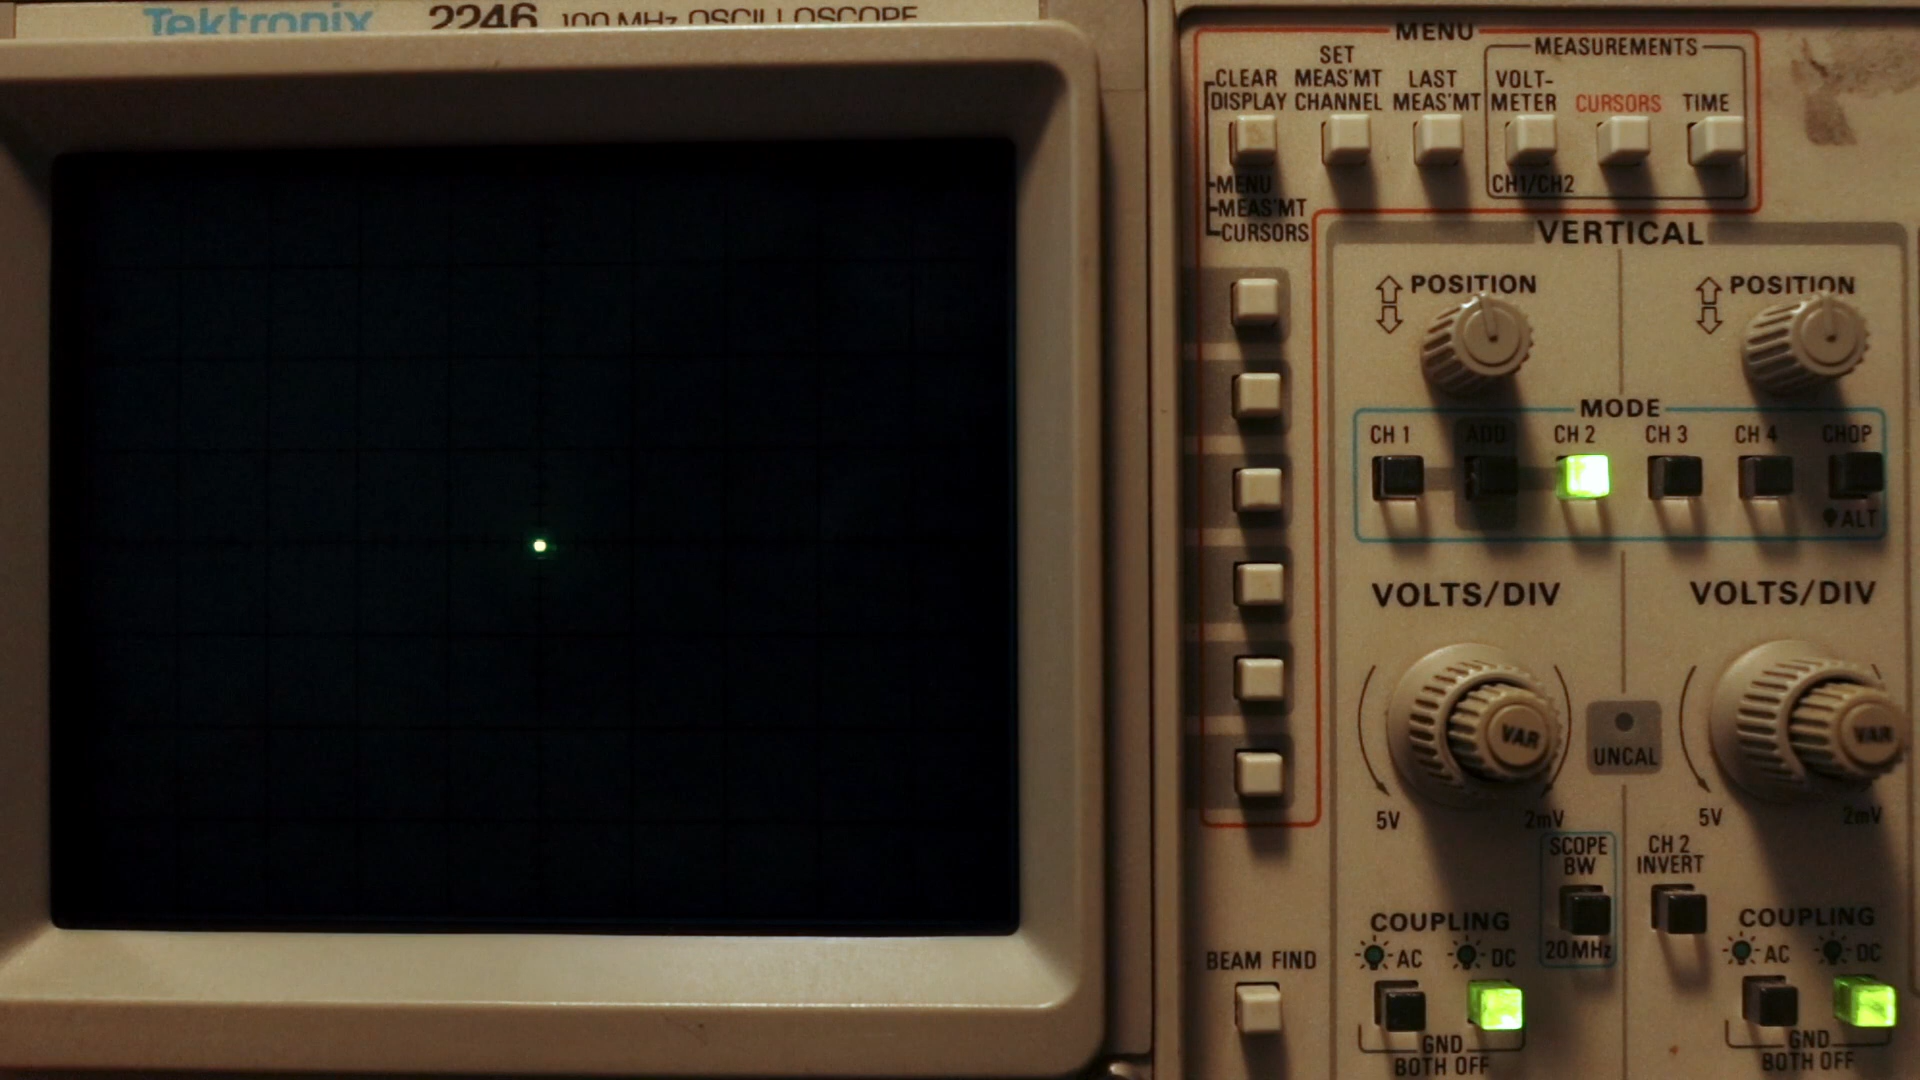 Tektronix 2246 100 MHz OSCILLOSCOPE
MENU
MEASUREMENTS
CLEAR DISPLAY
SET MEAS'MT CHANNEL
LAST MEAS'MT
VOLT-METER
CURSORS
TIME
MENU
MEAS'MT
CURSORS
CH1/CH2
VERTICAL
POSITION
POSITION
MODE
CH 1
ADD
CH 2
CH 3
CH 4
CHOP
ALT
VOLTS/DIV
VOLTS/DIV
VAR
VAR
UNCAL
5V
2mV
5V
2mV
SCOPE BW
20 MHz
CH 2 INVERT
COUPLING
AC
DC
GND
BOTH OFF
COUPLING
AC
DC
GND
BOTH OFF
BEAM FIND